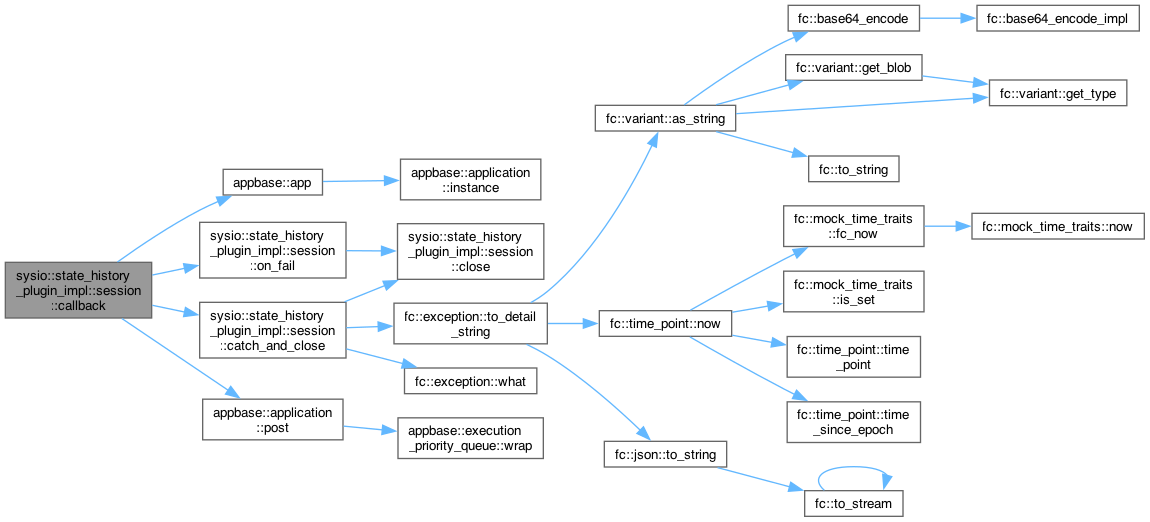 sysio::state_history
_plugin_impl::session
::callback
appbase::app
appbase::application
::instance
sysio::state_history
_plugin_impl::session
::on_fail
sysio::state_history
_plugin_impl::session
::close
sysio::state_history
_plugin_impl::session
::catch_and_close
fc::exception::to_detail
_string
fc::exception::what
appbase::application
::post
appbase::execution
_priority_queue::wrap
fc::variant::as_string
fc::base64_encode
fc::base64_encode_impl
fc::variant::get_blob
fc::variant::get_type
fc::to_string
fc::time_point::now
fc::mock_time_traits
::fc_now
fc::mock_time_traits::now
fc::mock_time_traits
::is_set
fc::time_point::time
_point
fc::time_point::time
_since_epoch
fc::json::to_string
fc::to_stream